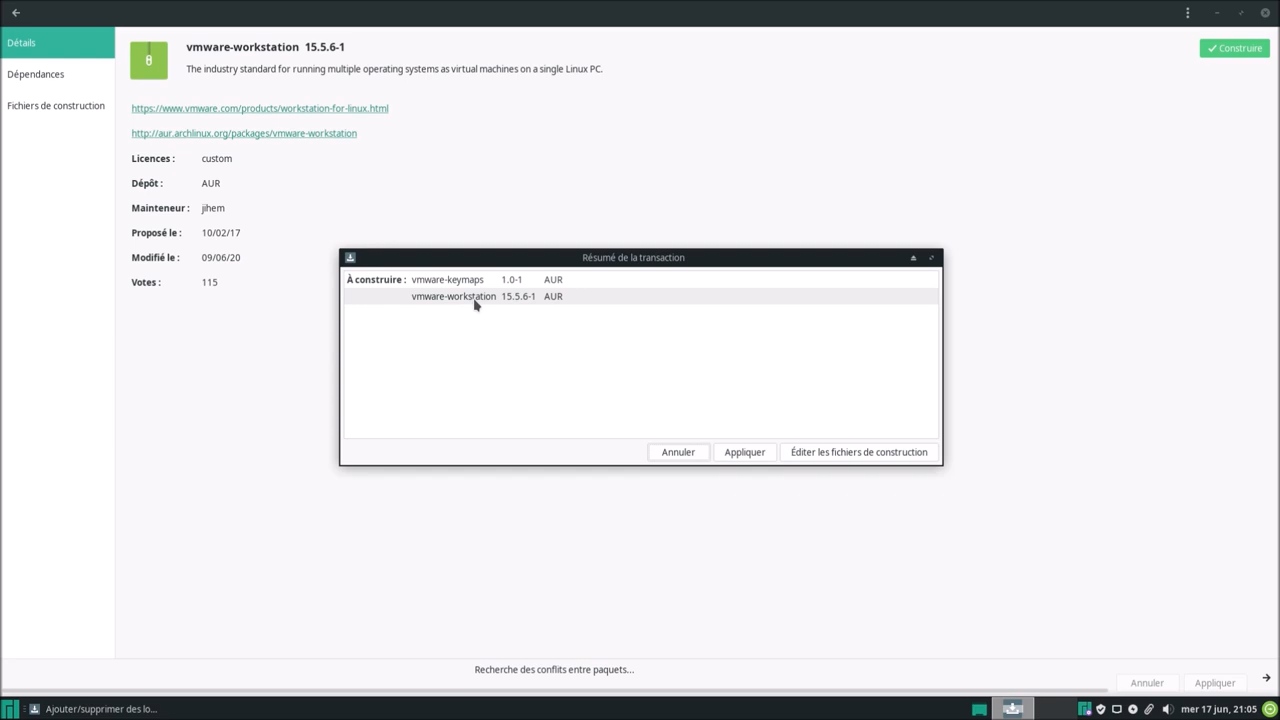 vmware-workstation 15.5.6-1
Construire
Détails
The industry standard for running multiple operating systems as virtual machines on a single Linux PC.
Dépendances
Fichiers de construction
https://www.vmware.com/products/workstation-for-linux.html
http://aur.archlinux.org/packages/vmware-workstation
Licences : custom
Dépôt : AUR
Mainteneur : jihem
Proposé le : 10/02/17
Modifié le : 09/06/20
Votes : 115
Résumé de la transaction
À construire : vmware-keymaps 1.0-1 AUR
vmware-workstation 15.5.6-1 AUR
Annuler Appliquer Éditer les fichiers de construction
Recherche des conflits entre paquets...
Annuler Appliquer
Ajouter/supprimer des lo...
mer 17 jun, 21:05